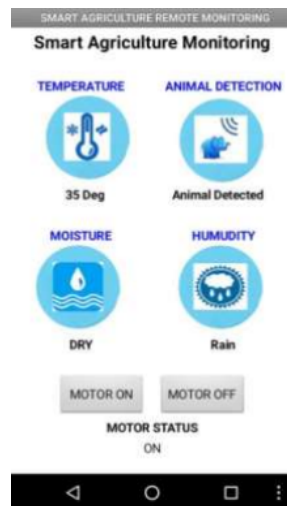 SMART AGRICULTURE REMOTE MONITORING
Smart Agriculture Monitoring
TEMPERATURE ANIMAL DETECTION
35 Deg Animal Detected
MOISTURE HUMUDITY
DRY Rain
MOTOR ON MOTOR OFF
MOTOR STATUS
ON